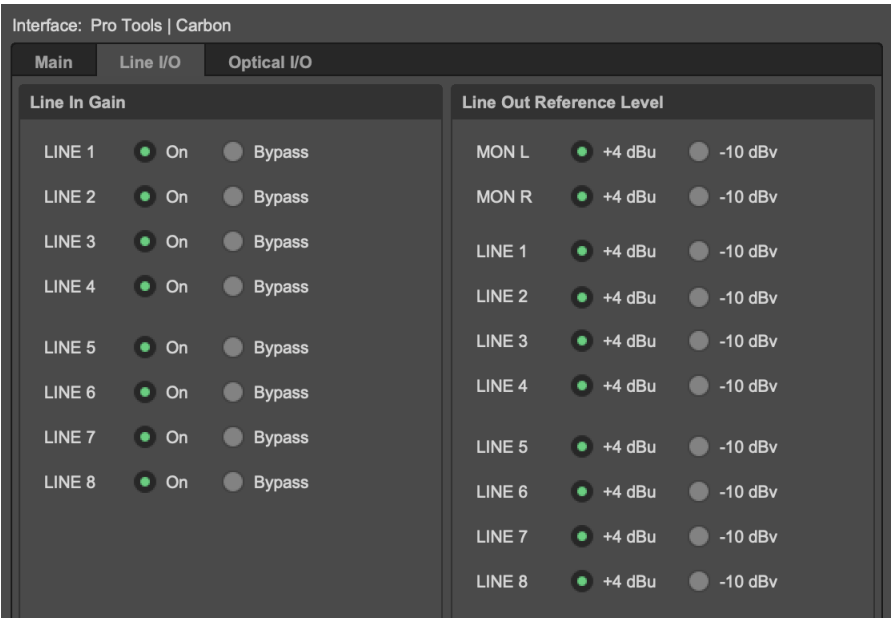 Interface: Pro Tools | Carbon
Main Line I/O Optical I/O
Line In Gain
LINE 1 On Bypass
LINE 2 On Bypass
LINE 3 On Bypass
LINE 4 On Bypass
LINE 5 On Bypass
LINE 6 On Bypass
LINE 7 On Bypass
LINE 8 On Bypass
Line Out Reference Level
MON L +4 dBu -10 dBv
MON R +4 dBu -10 dBv
LINE 1 +4 dBu -10 dBv
LINE 2 +4 dBu -10 dBv
LINE 3 +4 dBu -10 dBv
LINE 4 +4 dBu -10 dBv
LINE 5 +4 dBu -10 dBv
LINE 6 +4 dBu -10 dBv
LINE 7 +4 dBu -10 dBv
LINE 8 +4 dBu -10 dBv